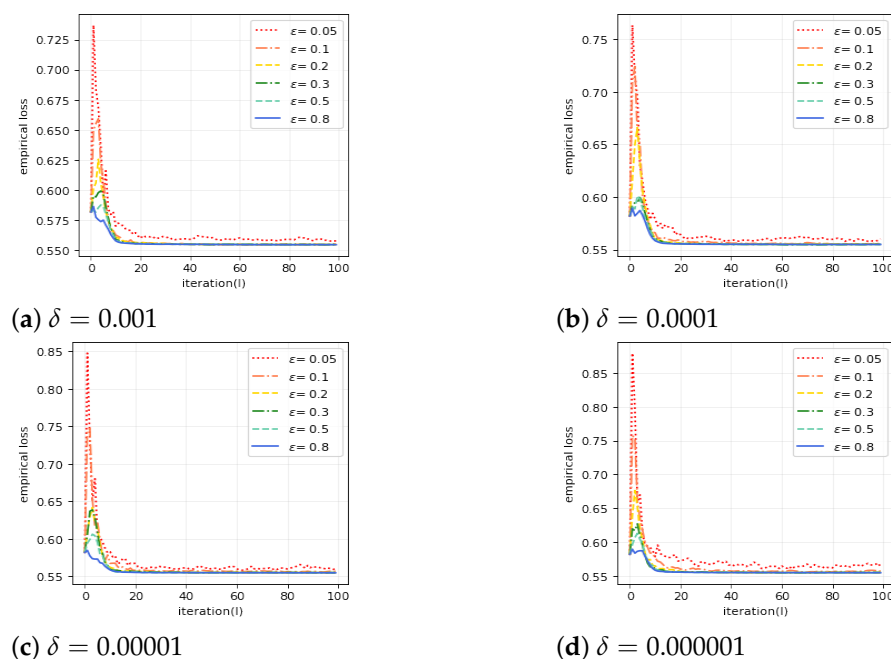 0.725
0.700
0.675
0.650
0.625
0.600
0.575
0.550
empirical loss
0 20 40 60 80 100
iteration(I)
ε= 0.05
ε= 0.1
ε= 0.2
ε= 0.3
ε= 0.5
ε= 0.8
(a) δ = 0.001
0.75
0.70
0.65
0.60
0.55
empirical loss
0 20 40 60 80 100
iteration(I)
ε= 0.05
ε= 0.1
ε= 0.2
ε= 0.3
ε= 0.5
ε= 0.8
(b) δ = 0.0001
0.85
0.80
0.75
0.70
0.65
0.60
0.55
empirical loss
0 20 40 60 80 100
iteration(I)
ε= 0.05
ε= 0.1
ε= 0.2
ε= 0.3
ε= 0.5
ε= 0.8
(c) δ = 0.00001
0.85
0.80
0.75
0.70
0.65
0.60
0.55
empirical loss
0 20 40 60 80 100
iteration(I)
ε= 0.05
ε= 0.1
ε= 0.2
ε= 0.3
ε= 0.5
ε= 0.8
(d) δ = 0.000001